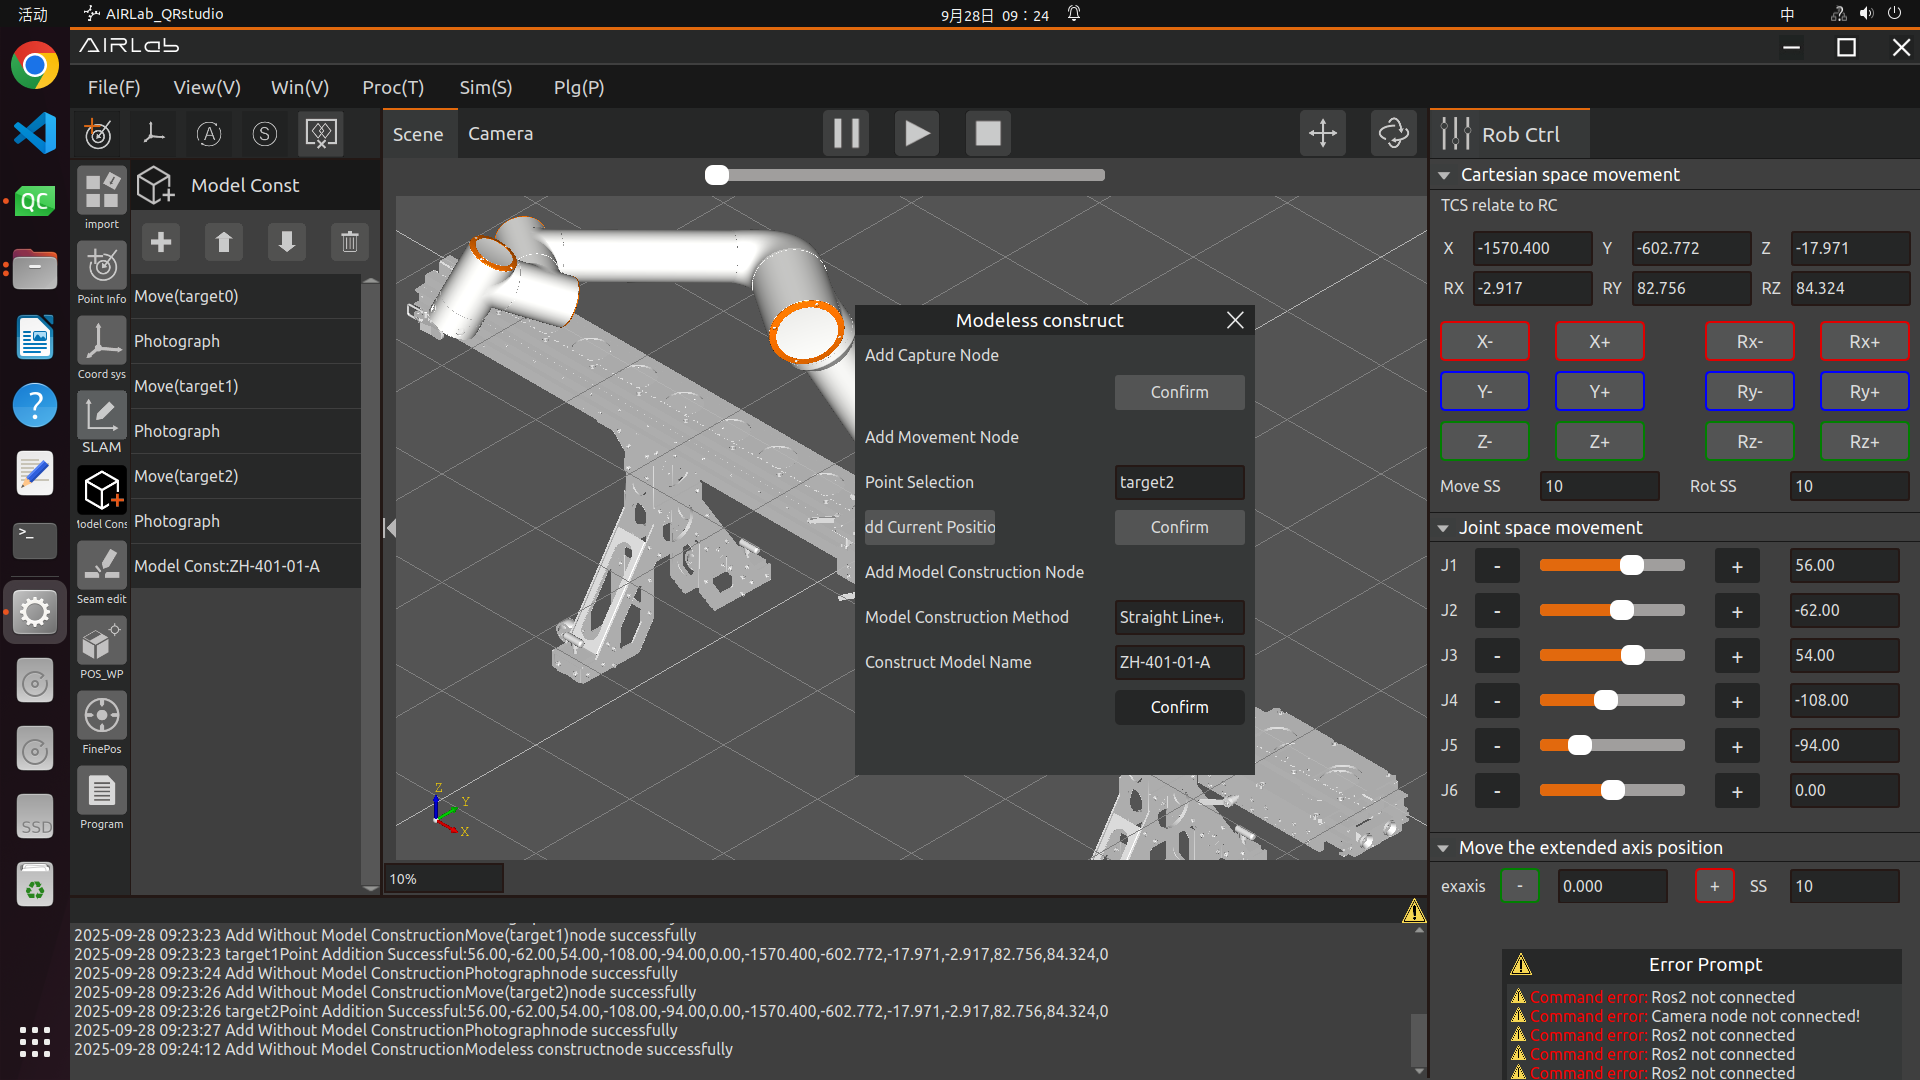 活动
AIRLab_QRstudio
9月28日 09：24
中
AIRLab
File(F)
View(V)
Win(V)
Proc(T)
Sim(S)
Plg(P)
Scene
Camera
Rob Ctrl
import
Point Info
Coord sys
SLAM
Model Cons
Seam edit
POS_WP
FinePos
Program
Model Const
Move(target0)
Photograph
Move(target1)
Photograph
Move(target2)
Photograph
Model Const:ZH-401-01-A
Modeless construct
Add Capture Node
Confirm
Add Movement Node
Point Selection
target2
dd Current Positio
Confirm
Add Model Construction Node
Model Construction Method
Straight Line+
Construct Model Name
ZH-401-01-A
Confirm
Z
Y
X
10%
Cartesian space movement
TCS relate to RC
X -1570.400 Y -602.772 Z -17.971
RX -2.917 RY 82.756 RZ 84.324
X- X+ Rx- Rx+
Y- Y+ Ry- Ry+
Z- Z+ Rz- Rz+
Move SS 10 Rot SS 10
Joint space movement
J1 - + 56.00
J2 - + -62.00
J3 - + 54.00
J4 - + -108.00
J5 - + -94.00
J6 - + 0.00
Move the extended axis position
exaxis - 0.000 + SS 10
2025-09-28 09:23:23 Add Without Model ConstructionMove(target1)node successfully
2025-09-28 09:23:23 target1Point Addition Successful:56.00,-62.00,54.00,-108.00,-94.00,0.00,-1570.400,-602.772,-17.971,-2.917,82.756,84.324,0
2025-09-28 09:23:24 Add Without Model ConstructionPhotographnode successfully
2025-09-28 09:23:26 Add Without Model ConstructionMove(target2)node successfully
2025-09-28 09:23:26 target2Point Addition Successful:56.00,-62.00,54.00,-108.00,-94.00,0.00,-1570.400,-602.772,-17.971,-2.917,82.756,84.324,0
2025-09-28 09:23:27 Add Without Model ConstructionPhotographnode successfully
2025-09-28 09:24:12 Add Without Model ConstructionModeless constructnode successfully
Error Prompt
Command error: Ros2 not connected
Command error: Camera node not connected!
Command error: Ros2 not connected
Command error: Ros2 not connected
Command error: Ros2 not connected
QC
SSD